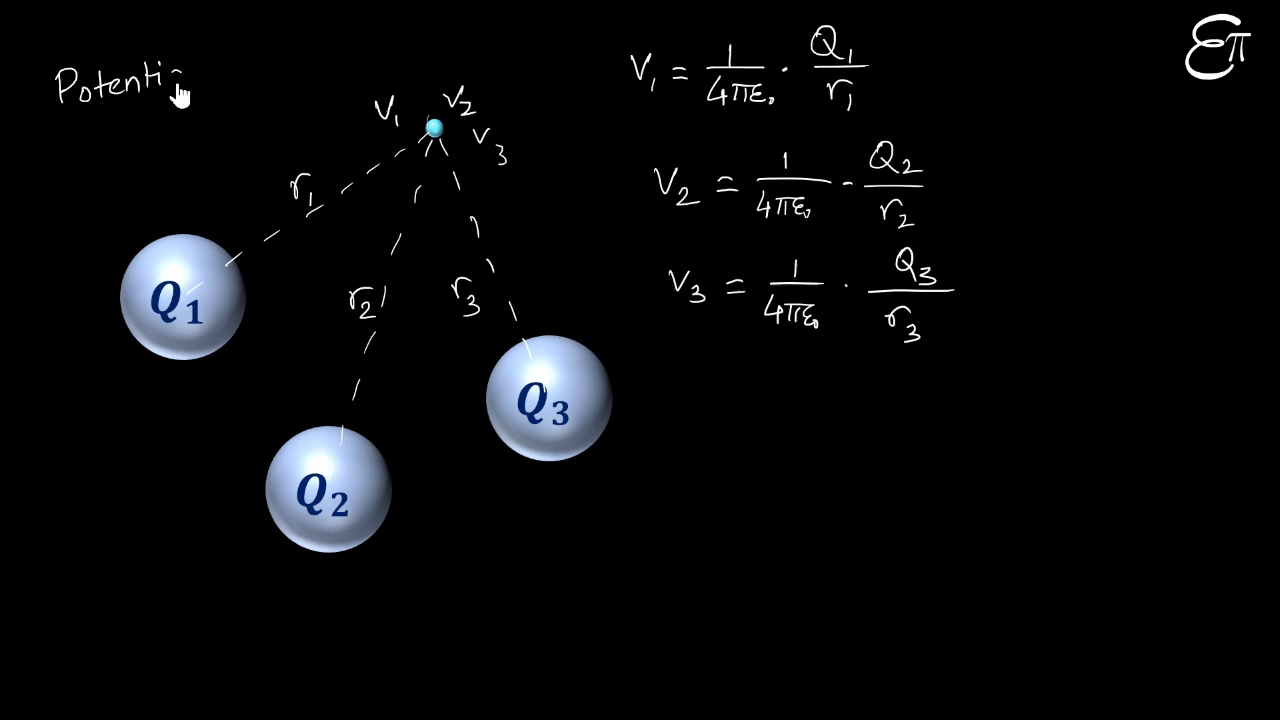 Potenti
V₁ = 1/4πε₀ · Q₁/r₁
V₁ V₂ V₃
V₂ = 1/4πε₀ · Q₂/r₂
r₁
V₃ = 1/4πε₀ · Q₃/r₃
r₂ r₃
Q₁
Q₃
Q₂
επ